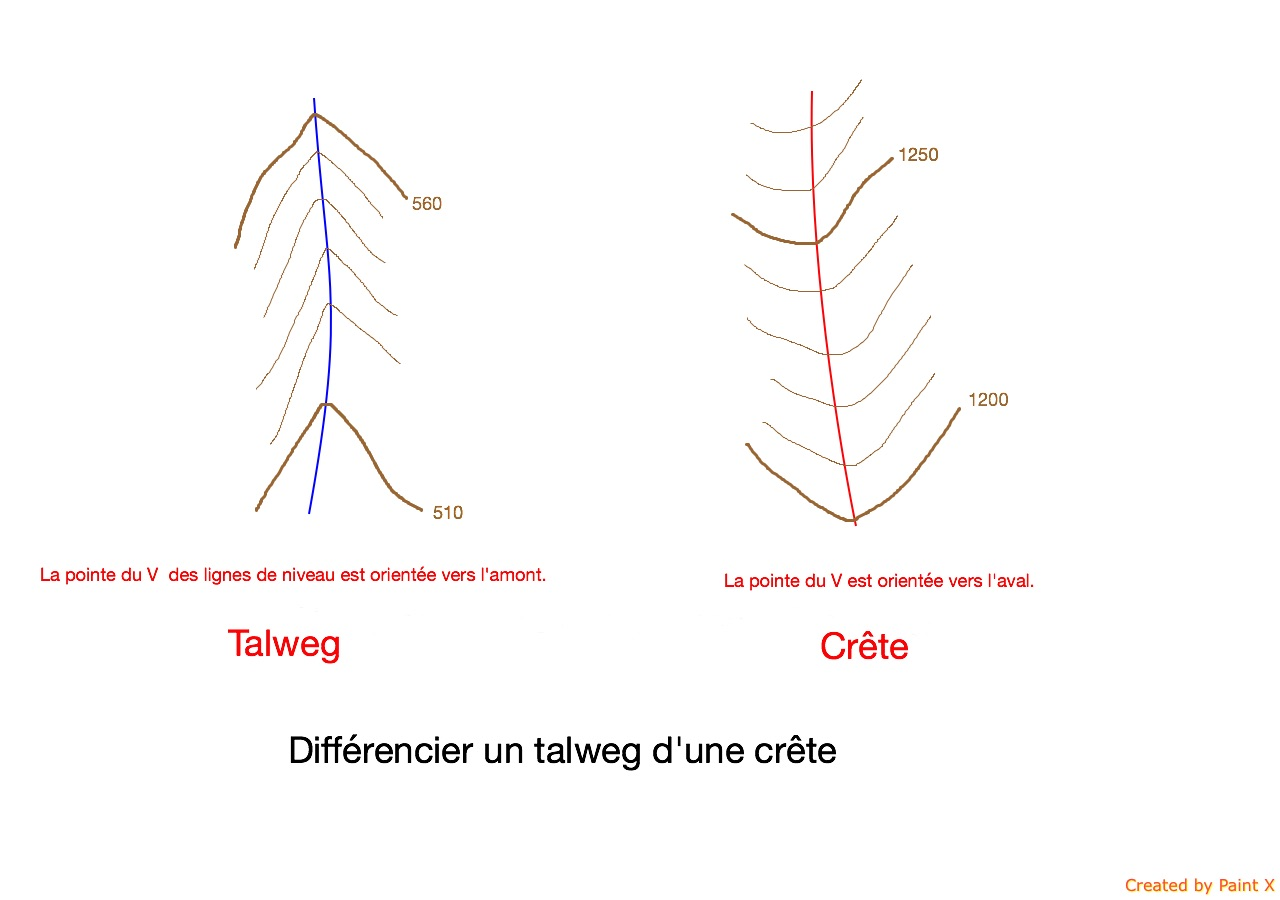 1250
560
1200
510
La pointe du V  des lignes de niveau est orientée vers l'amont.
La pointe du V est orientée vers l'aval.
Talweg
Crête
Différencier un talweg d'une crête
Created by Paint X